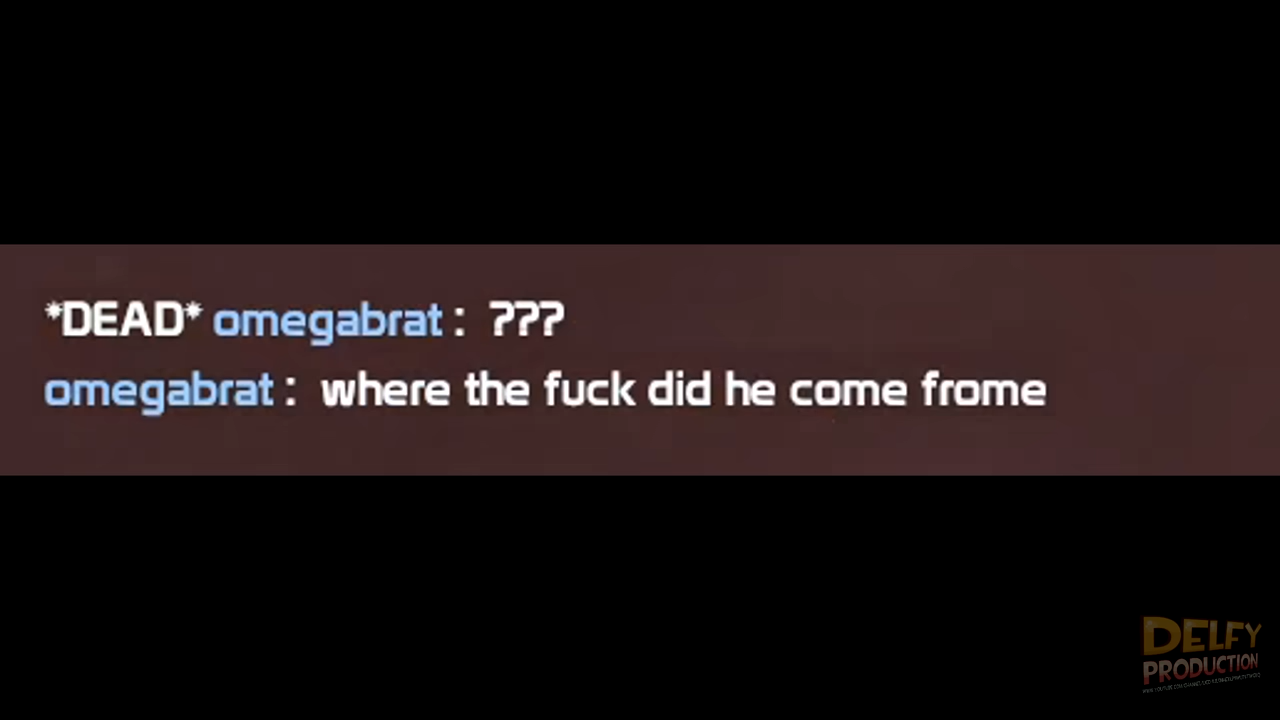 *DEAD* omegabrat : ???
omegabrat : where the fuck did he come frome
DELFY
PRODUCTION